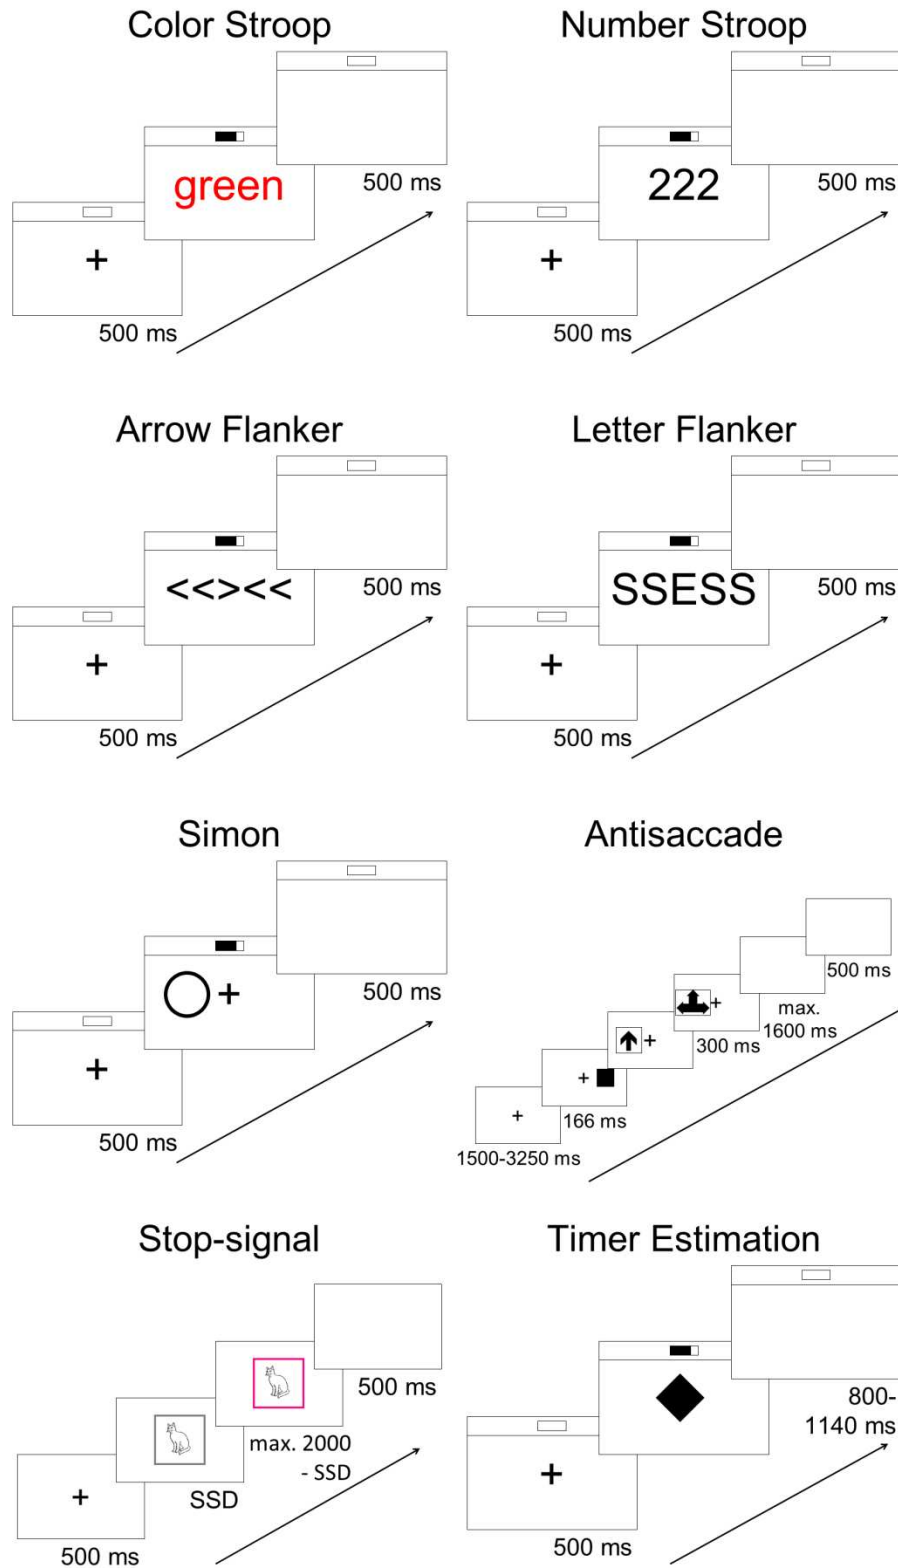 Color Stroop
green
500 ms
500 ms
Number Stroop
222
500 ms
500 ms
Arrow Flanker
<<><<
500 ms
500 ms
Letter Flanker
SSESS
500 ms
500 ms
Simon
500 ms
500 ms
Antisaccade
500 ms
max.
1600 ms
300 ms
166 ms
1500-3250 ms
Stop-signal
500 ms
max. 2000
- SSD
SSD
500 ms
Timer Estimation
800-
1140 ms
500 ms